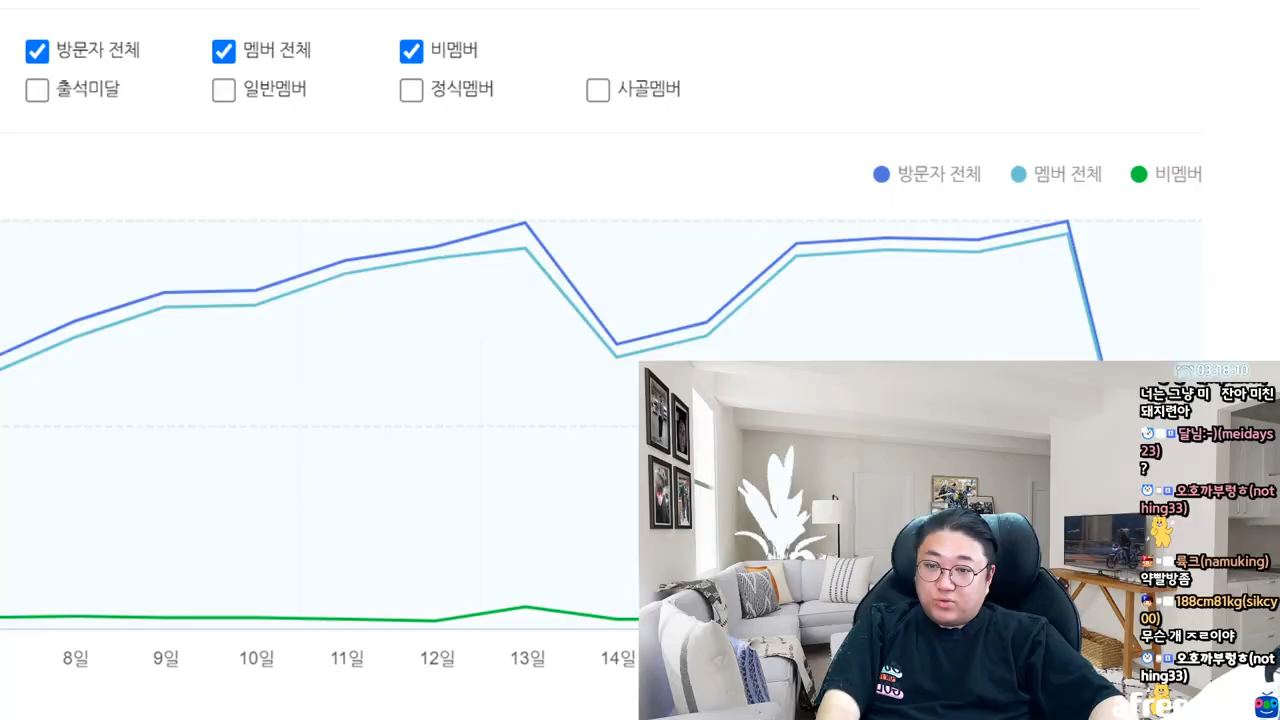 방문자 전체
멤버 전체
비멤버
출석미달
일반멤버
정식멤버
사골멤버
방문자 전체
멤버 전체
비멤버
8일
9일
10일
11일
12일
13일
14일
03:18:10
너는 그냥 미 잔아 미친
돼지련아
달님:-)(meidays
23)
?
오호까부렁ㅎ(not
hing33)
륙크(namuking)
약빨방좀
188cm81kg(sikcy
00)
무슨 개 ㅈㄹ이야
오호까부렁ㅎ(not
hing33)